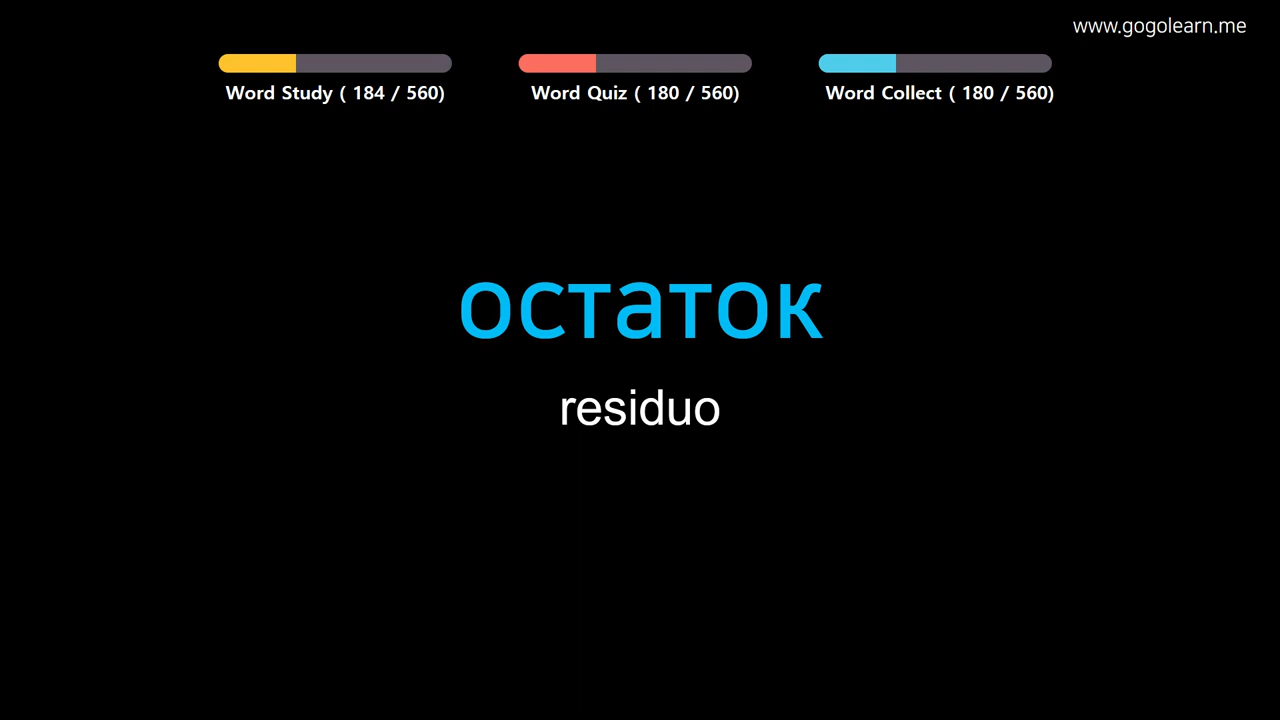 www.gogolearn.me
Word Study ( 184 / 560)
Word Quiz ( 180 / 560)
Word Collect ( 180 / 560)
остаток
residuo